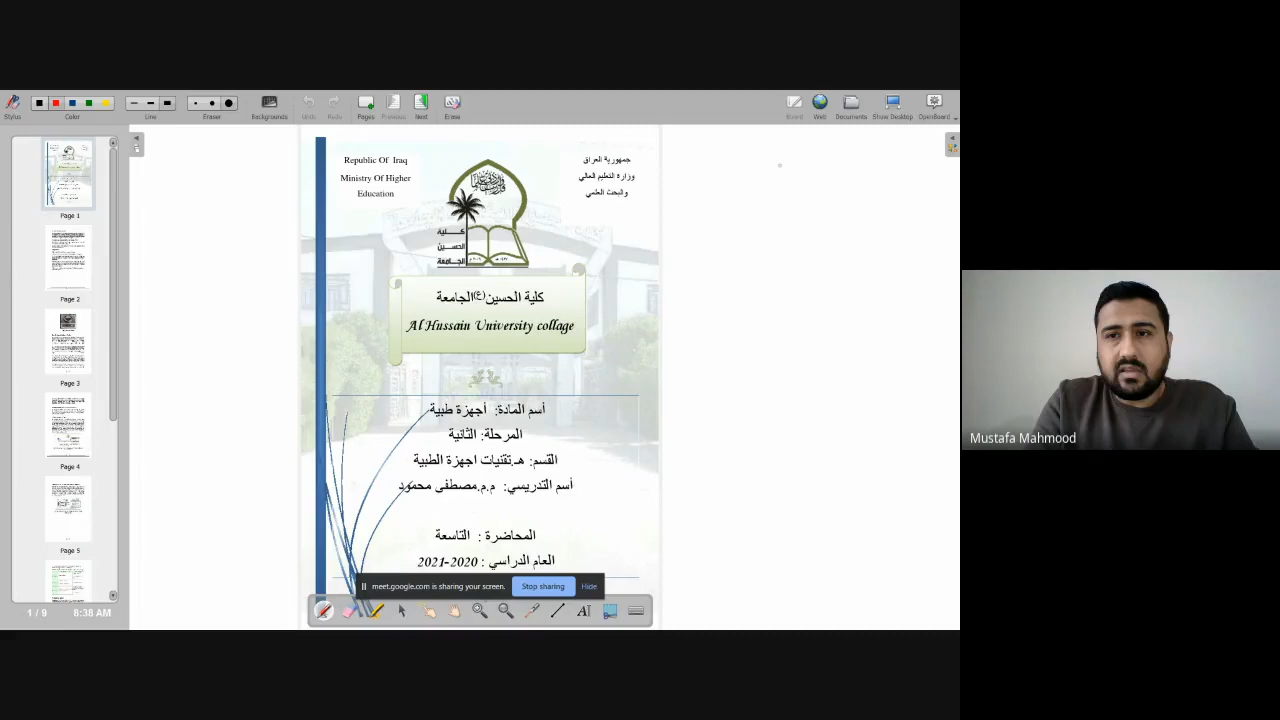 Stylus
Color
Line
Eraser
Backgrounds
Undo
Redo
Pages
Previous
Next
Erase
Board
Web
Documents
Show Desktop
OpenBoard
Republic Of Iraq
Ministry Of Higher
Education
جمهورية العراق
وزارة التعليم العالي
والبحث العلمي
كلية
الحسين
الجامعة
كلية الحسين(ع)الجامعة
Al Hussain University collage
أسم المادة: أجهزة طبية
المرحلة: الثانية
القسم: هـ.تقنيات اجهزة الطبية
أسم التدريسي: م.م.مصطفى محمود
المحاضرة : التاسعة
العام الدراسي : 2020-2021
meet.google.com is sharing your screen.
Stop sharing
Hide
Page 1
Page 2
Page 3
Page 4
Page 5
1 / 9
8:38 AM
Mustafa Mahmood